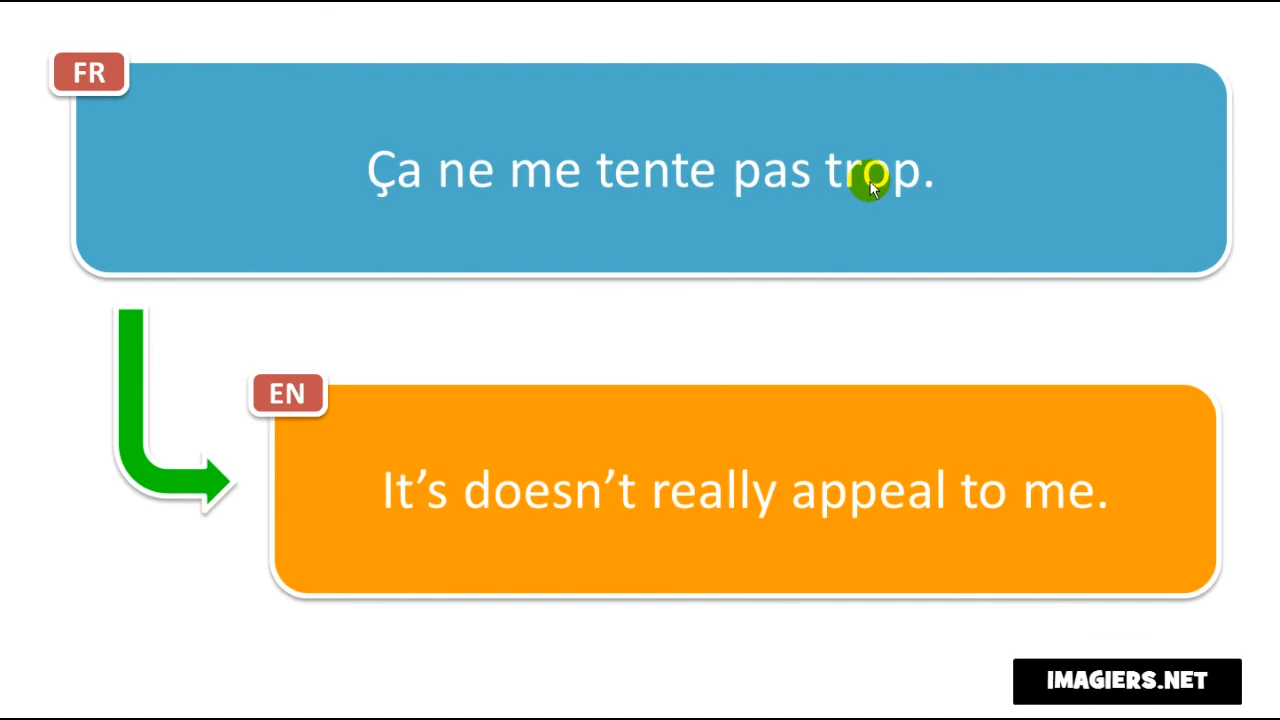 FR
Ça ne me tente pas trop.
EN
It’s doesn’t really appeal to me.
IMAGIERS.NET